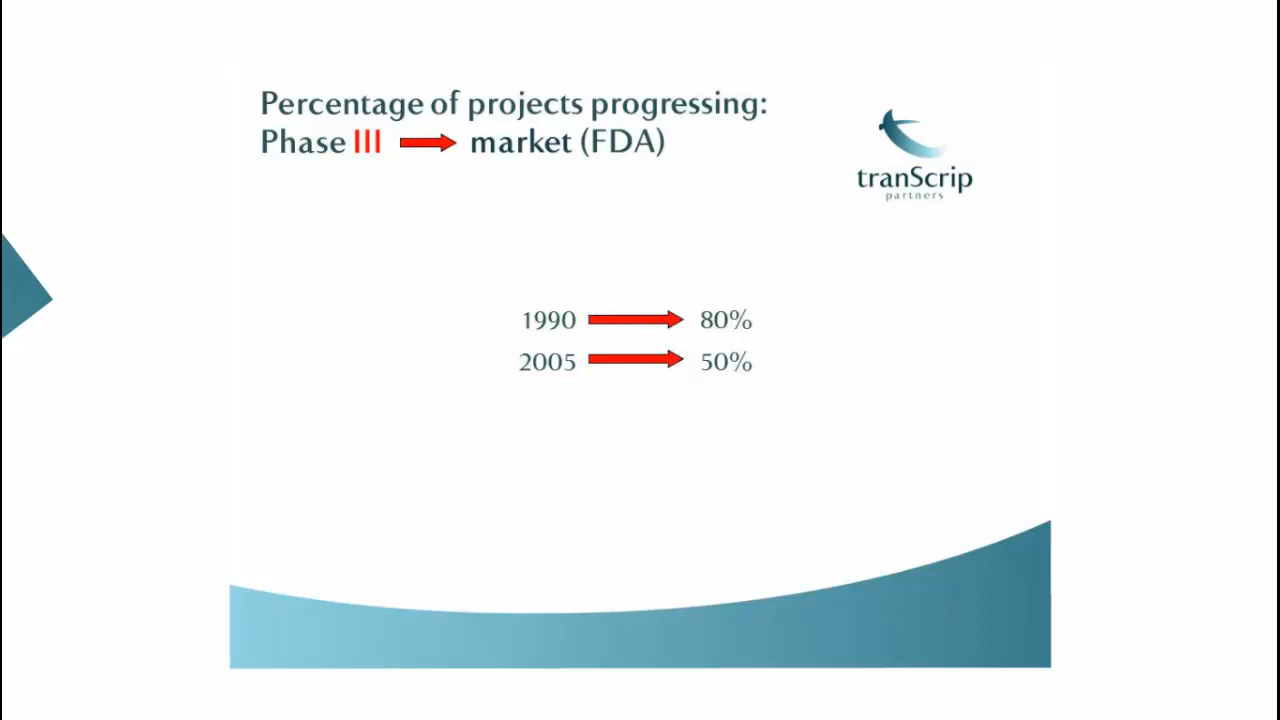 Percentage of projects progressing:
Phase III market (FDA)
tranScrip
partners
1990 80%
2005 50%